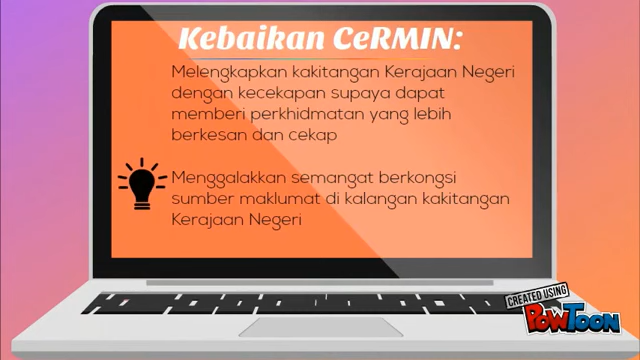 Kebaikan CeRMIN:
Melengkapkan kakitangan Kerajaan Negeri
dengan kecekapan supaya dapat
memberi perkhidmatan yang lebih
berkesan dan cekap
Menggalakkan semangat berkongsi
sumber maklumat di kalangan kakitangan
Kerajaan Negeri
CREATED USING
POWTOON